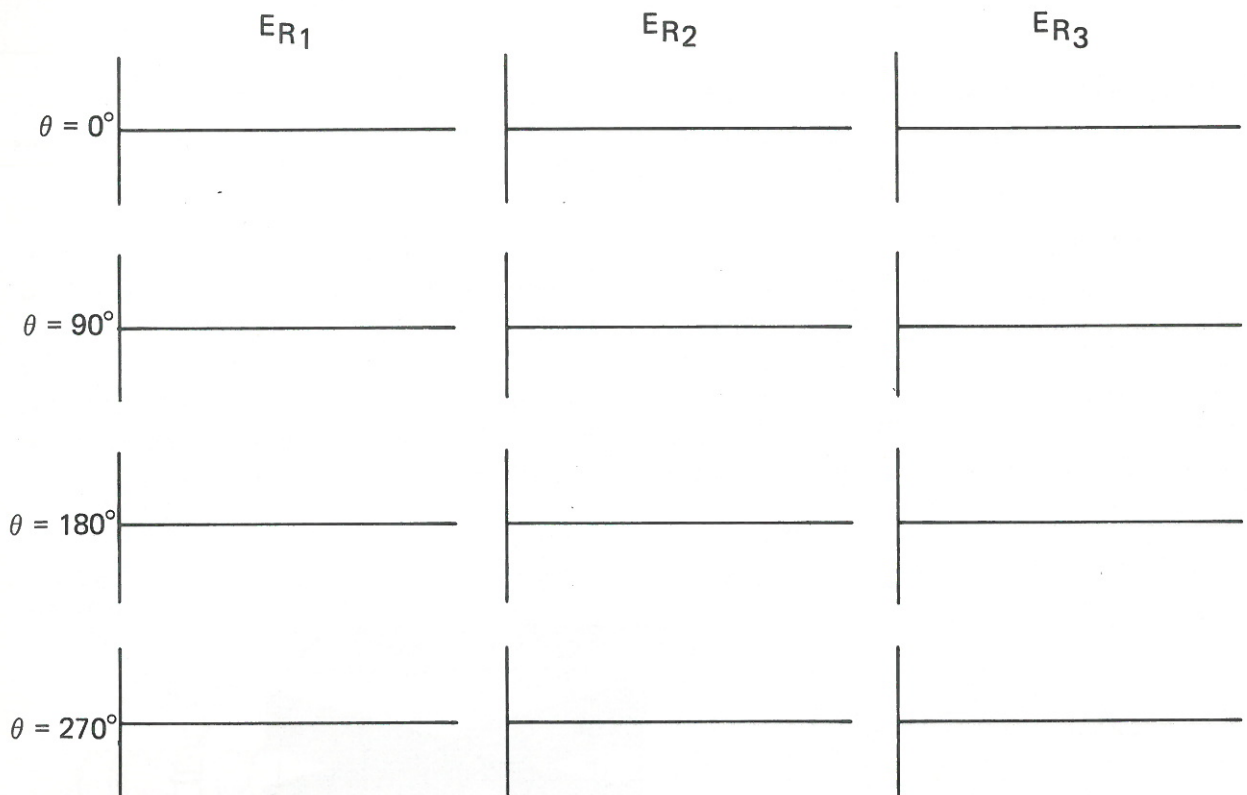 E_R1 E_R2 E_R3
θ = 0°
θ = 90°
θ = 180°
θ = 270°